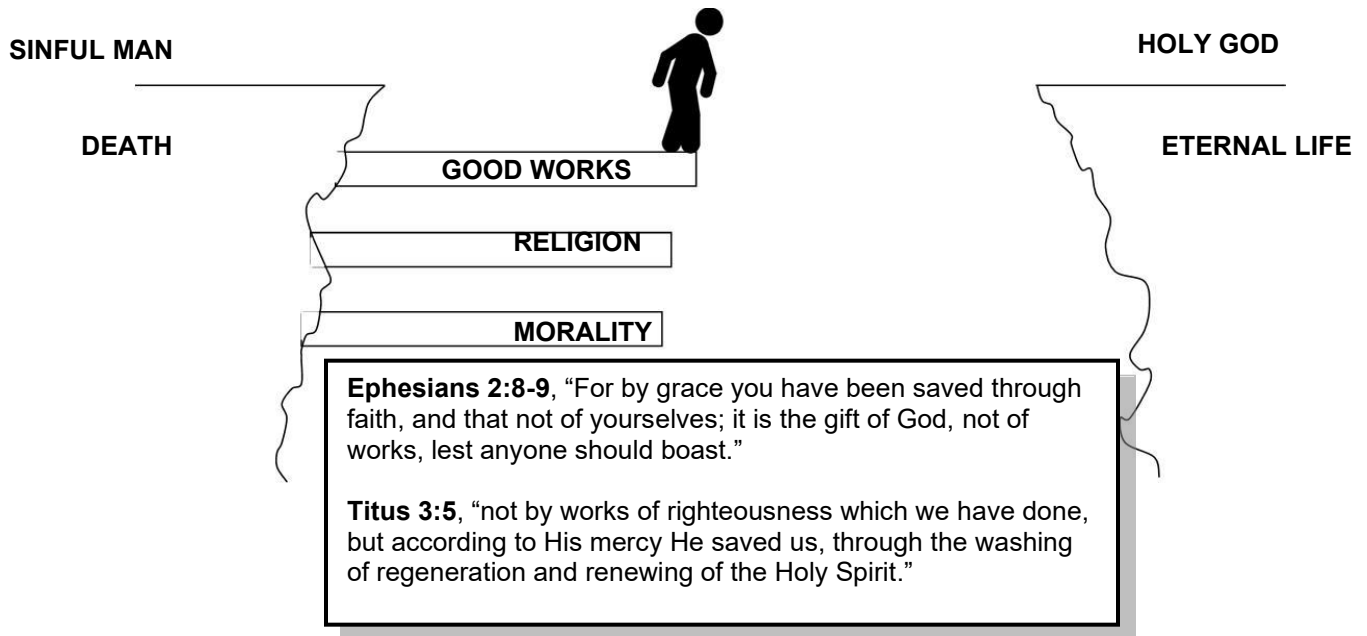 SINFUL MAN
HOLY GOD
DEATH
ETERNAL LIFE
GOOD WORKS
RELIGION
MORALITY
Ephesians 2:8-9, “For by grace you have been saved through
faith, and that not of yourselves; it is the gift of God, not of
works, lest anyone should boast.”
Titus 3:5, “not by works of righteousness which we have done,
but according to His mercy He saved us, through the washing
of regeneration and renewing of the Holy Spirit.”